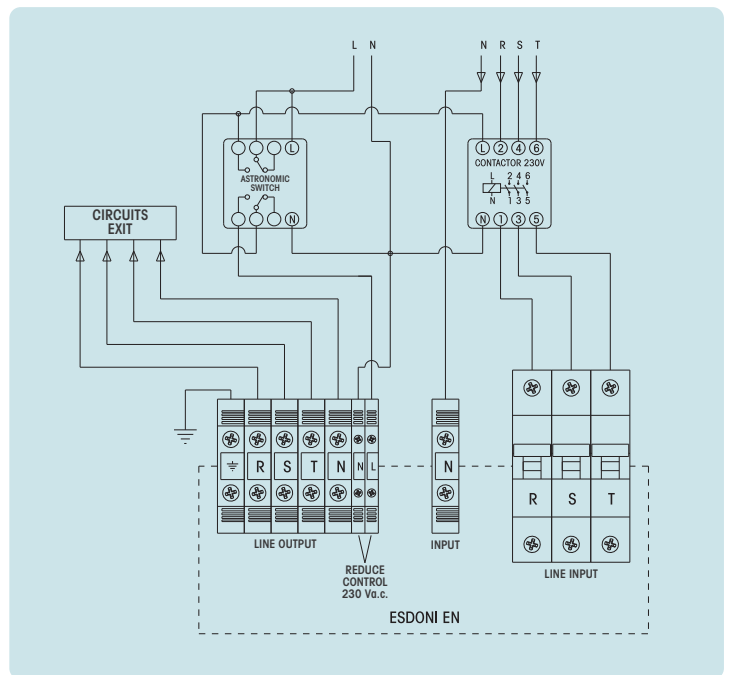 L N
N R S T
L
L 2 4 6
CONTACTOR 230V
L 2 4 6
N 1 3 5
N 1 3 5
ASTRONOMIC
SWITCH
N
CIRCUITS
EXIT
R S T N N L
N
R S T
LINE OUTPUT
INPUT
LINE INPUT
REDUCE
CONTROL
230 Va.c.
ESDONI EN